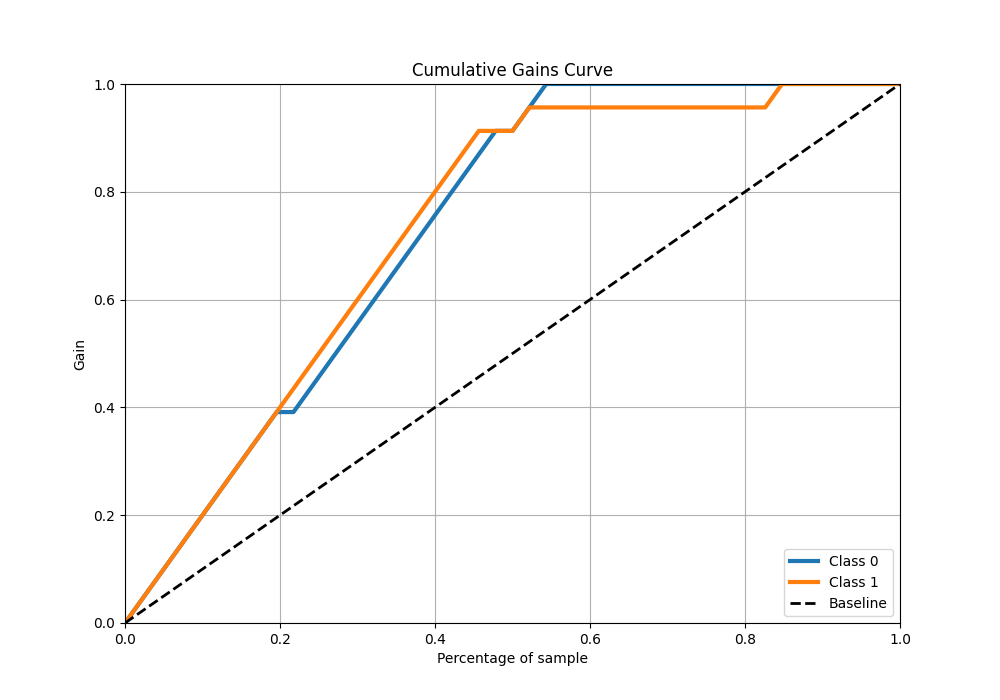 Cumulative Gains Curve
1.0
0.8
0.6
0.4
0.2
0.0
Gain
0.0 0.2 0.4 0.6 0.8 1.0
Percentage of sample
Class 0
Class 1
Baseline